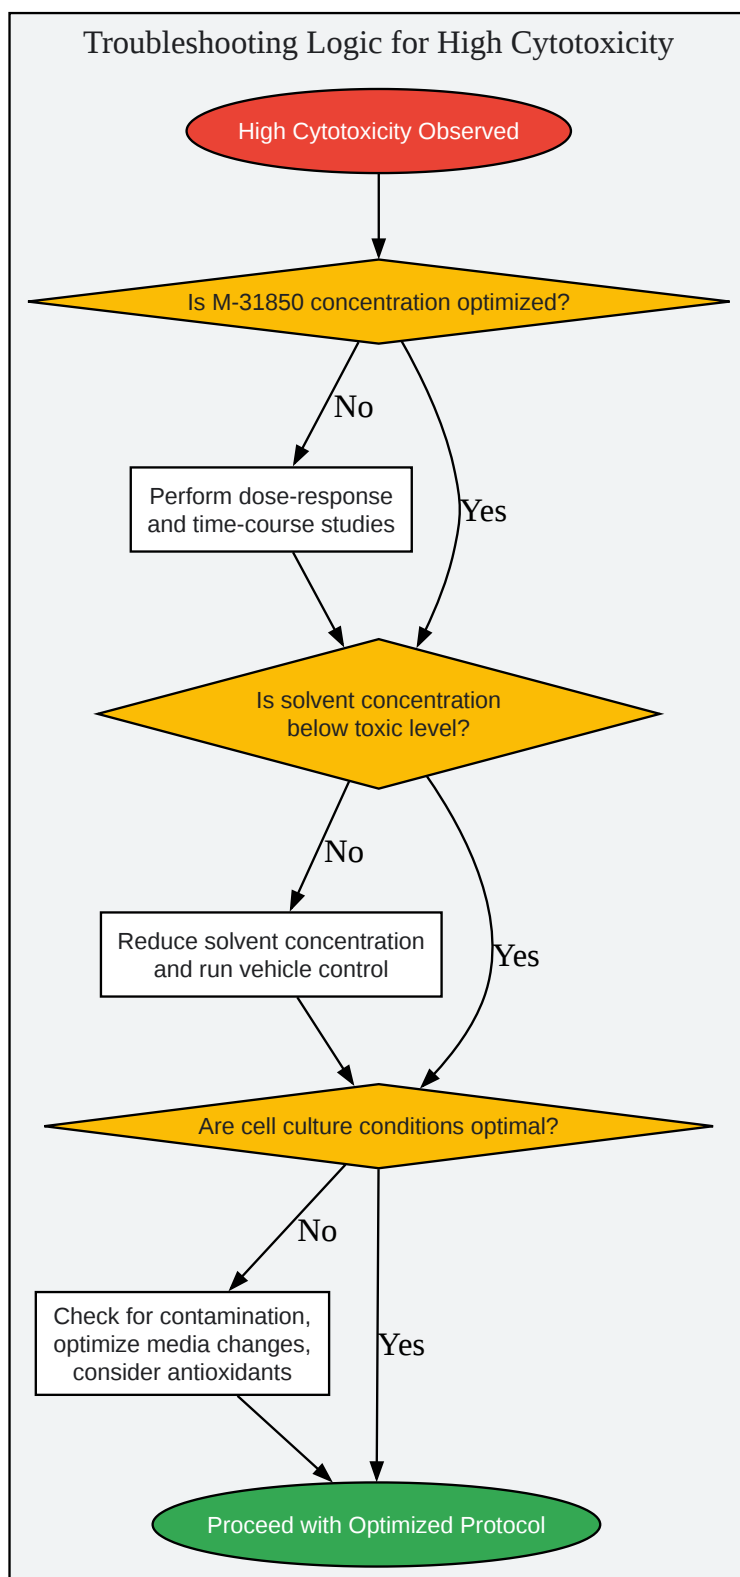 Troubleshooting Logic for High Cytotoxicity
High Cytotoxicity Observed
Is M-31850 concentration optimized?
No
Perform dose-response
and time-course studies
Yes
Is solvent concentration
below toxic level?
No
Reduce solvent concentration
and run vehicle control
Yes
Are cell culture conditions optimal?
No
Check for contamination,
optimize media changes,
consider antioxidants
Yes
Proceed with Optimized Protocol